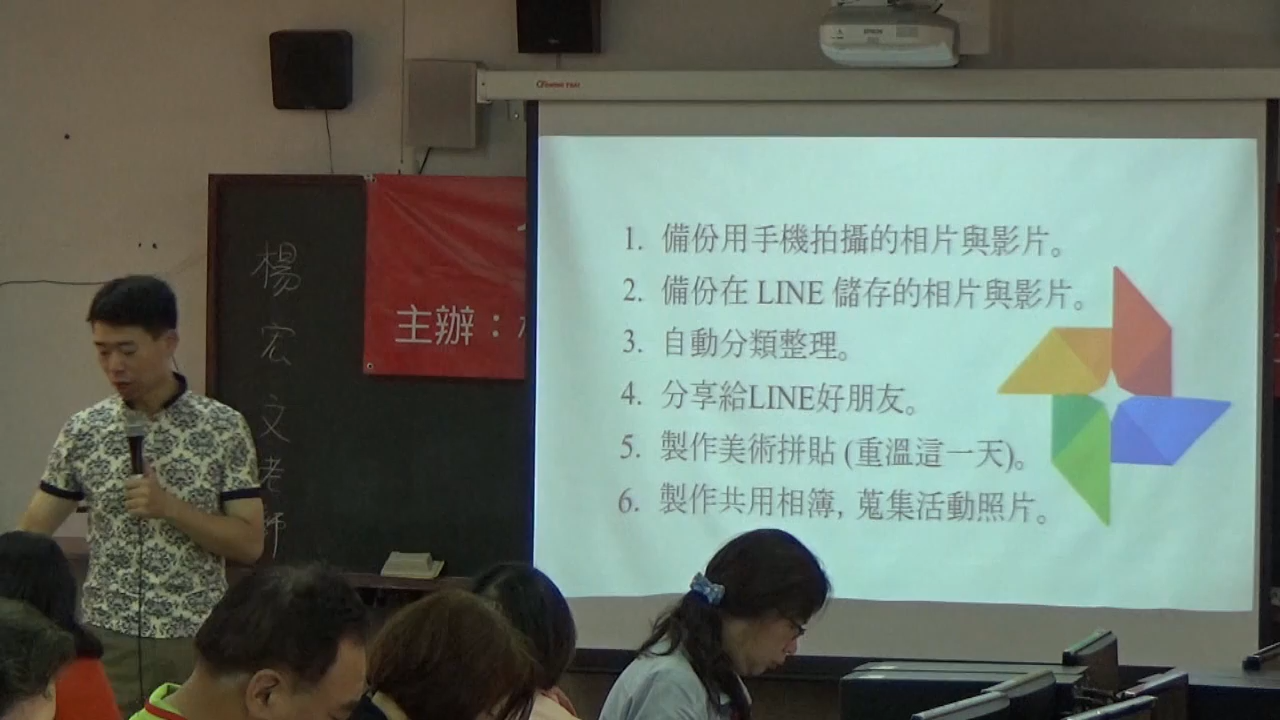 EPSON
楊宏文老師
主辦：
1. 備份用手機拍攝的相片與影片。
2. 備份在 LINE 儲存的相片與影片。
3. 自動分類整理。
4. 分享給LINE好朋友。
5. 製作美術拼貼 (重溫這一天)。
6. 製作共用相簿, 蒐集活動照片。